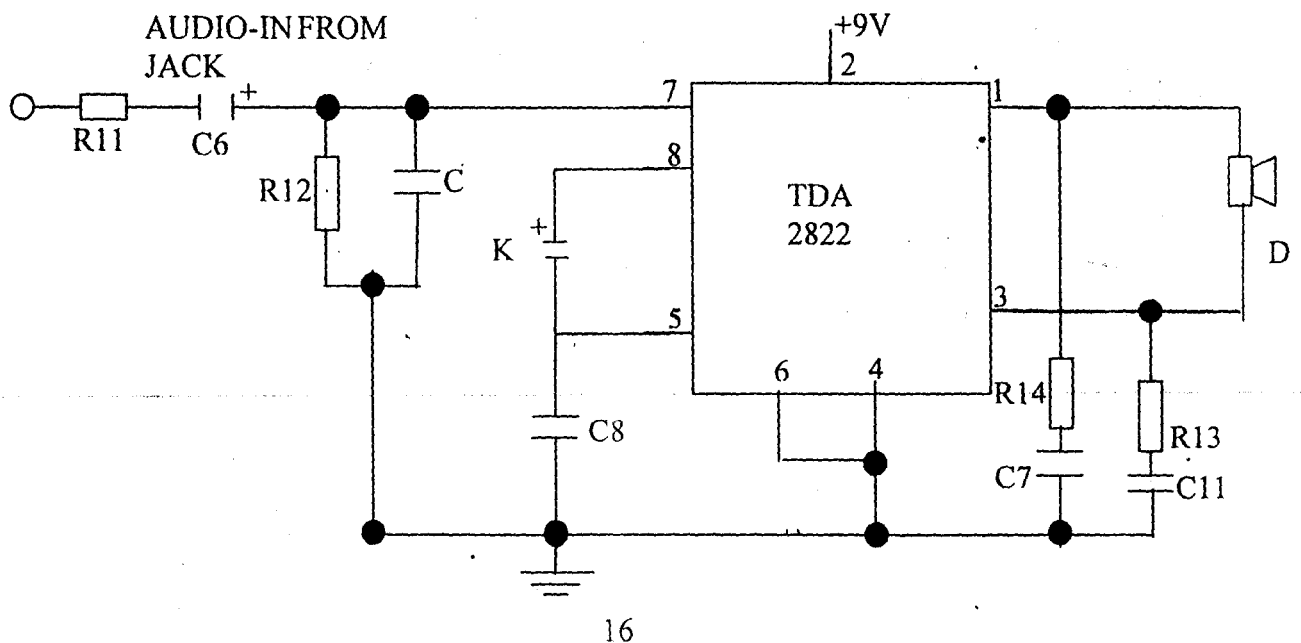 AUDIO-IN FROM
JACK
+9V
2
+
7
1
R11
C6
8
R12
C
TDA
2822
+
K
D
5
3
6
4
R14
C8
R13
C7
C11
16